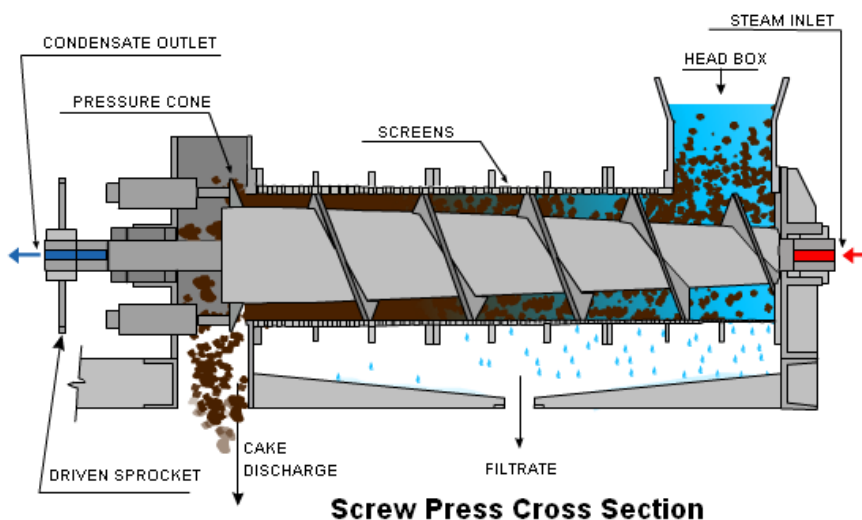 STEAM INLET
CONDENSATE OUTLET
HEAD BOX
PRESSURE CONE
SCREENS
CAKE
DISCHARGE
DRIVEN SPROCKET
FILTRATE
Screw Press Cross Section